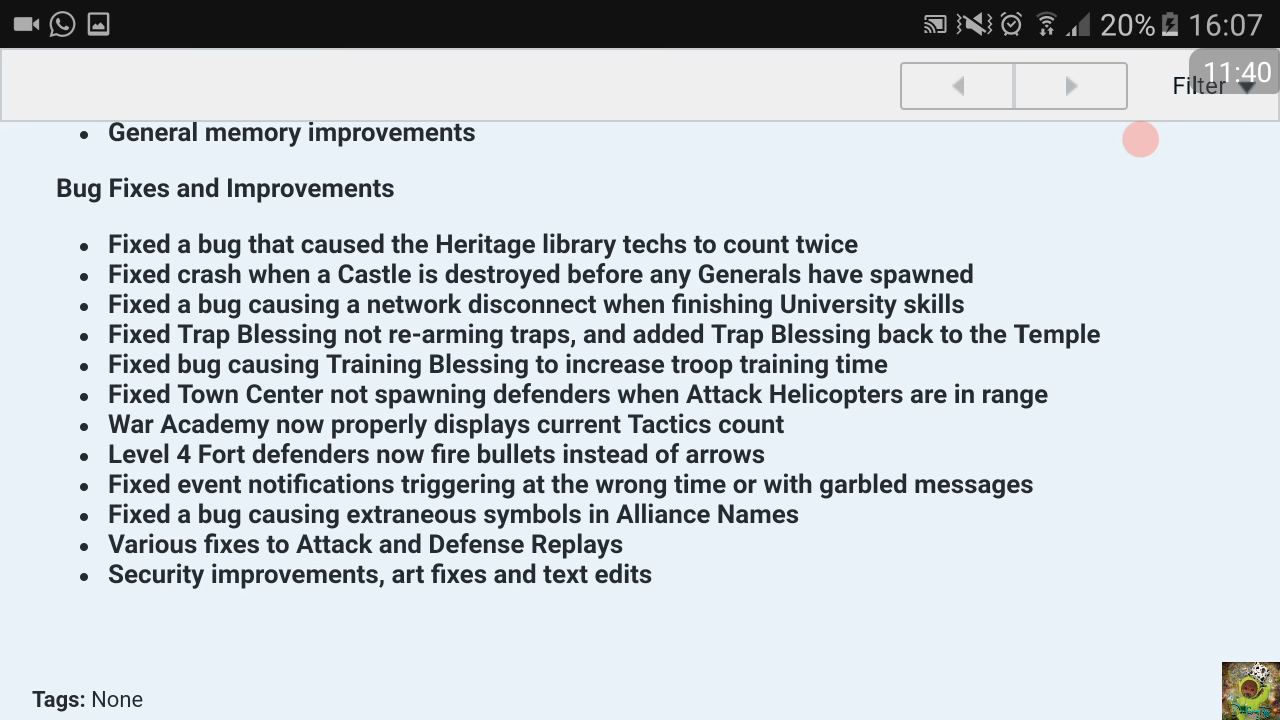 20% 16:07
11:40
Filter
• General memory improvements
Bug Fixes and Improvements
• Fixed a bug that caused the Heritage library techs to count twice
• Fixed crash when a Castle is destroyed before any Generals have spawned
• Fixed a bug causing a network disconnect when finishing University skills
• Fixed Trap Blessing not re-arming traps, and added Trap Blessing back to the Temple
• Fixed bug causing Training Blessing to increase troop training time
• Fixed Town Center not spawning defenders when Attack Helicopters are in range
• War Academy now properly displays current Tactics count
• Level 4 Fort defenders now fire bullets instead of arrows
• Fixed event notifications triggering at the wrong time or with garbled messages
• Fixed a bug causing extraneous symbols in Alliance Names
• Various fixes to Attack and Defense Replays
• Security improvements, art fixes and text edits
Tags: None